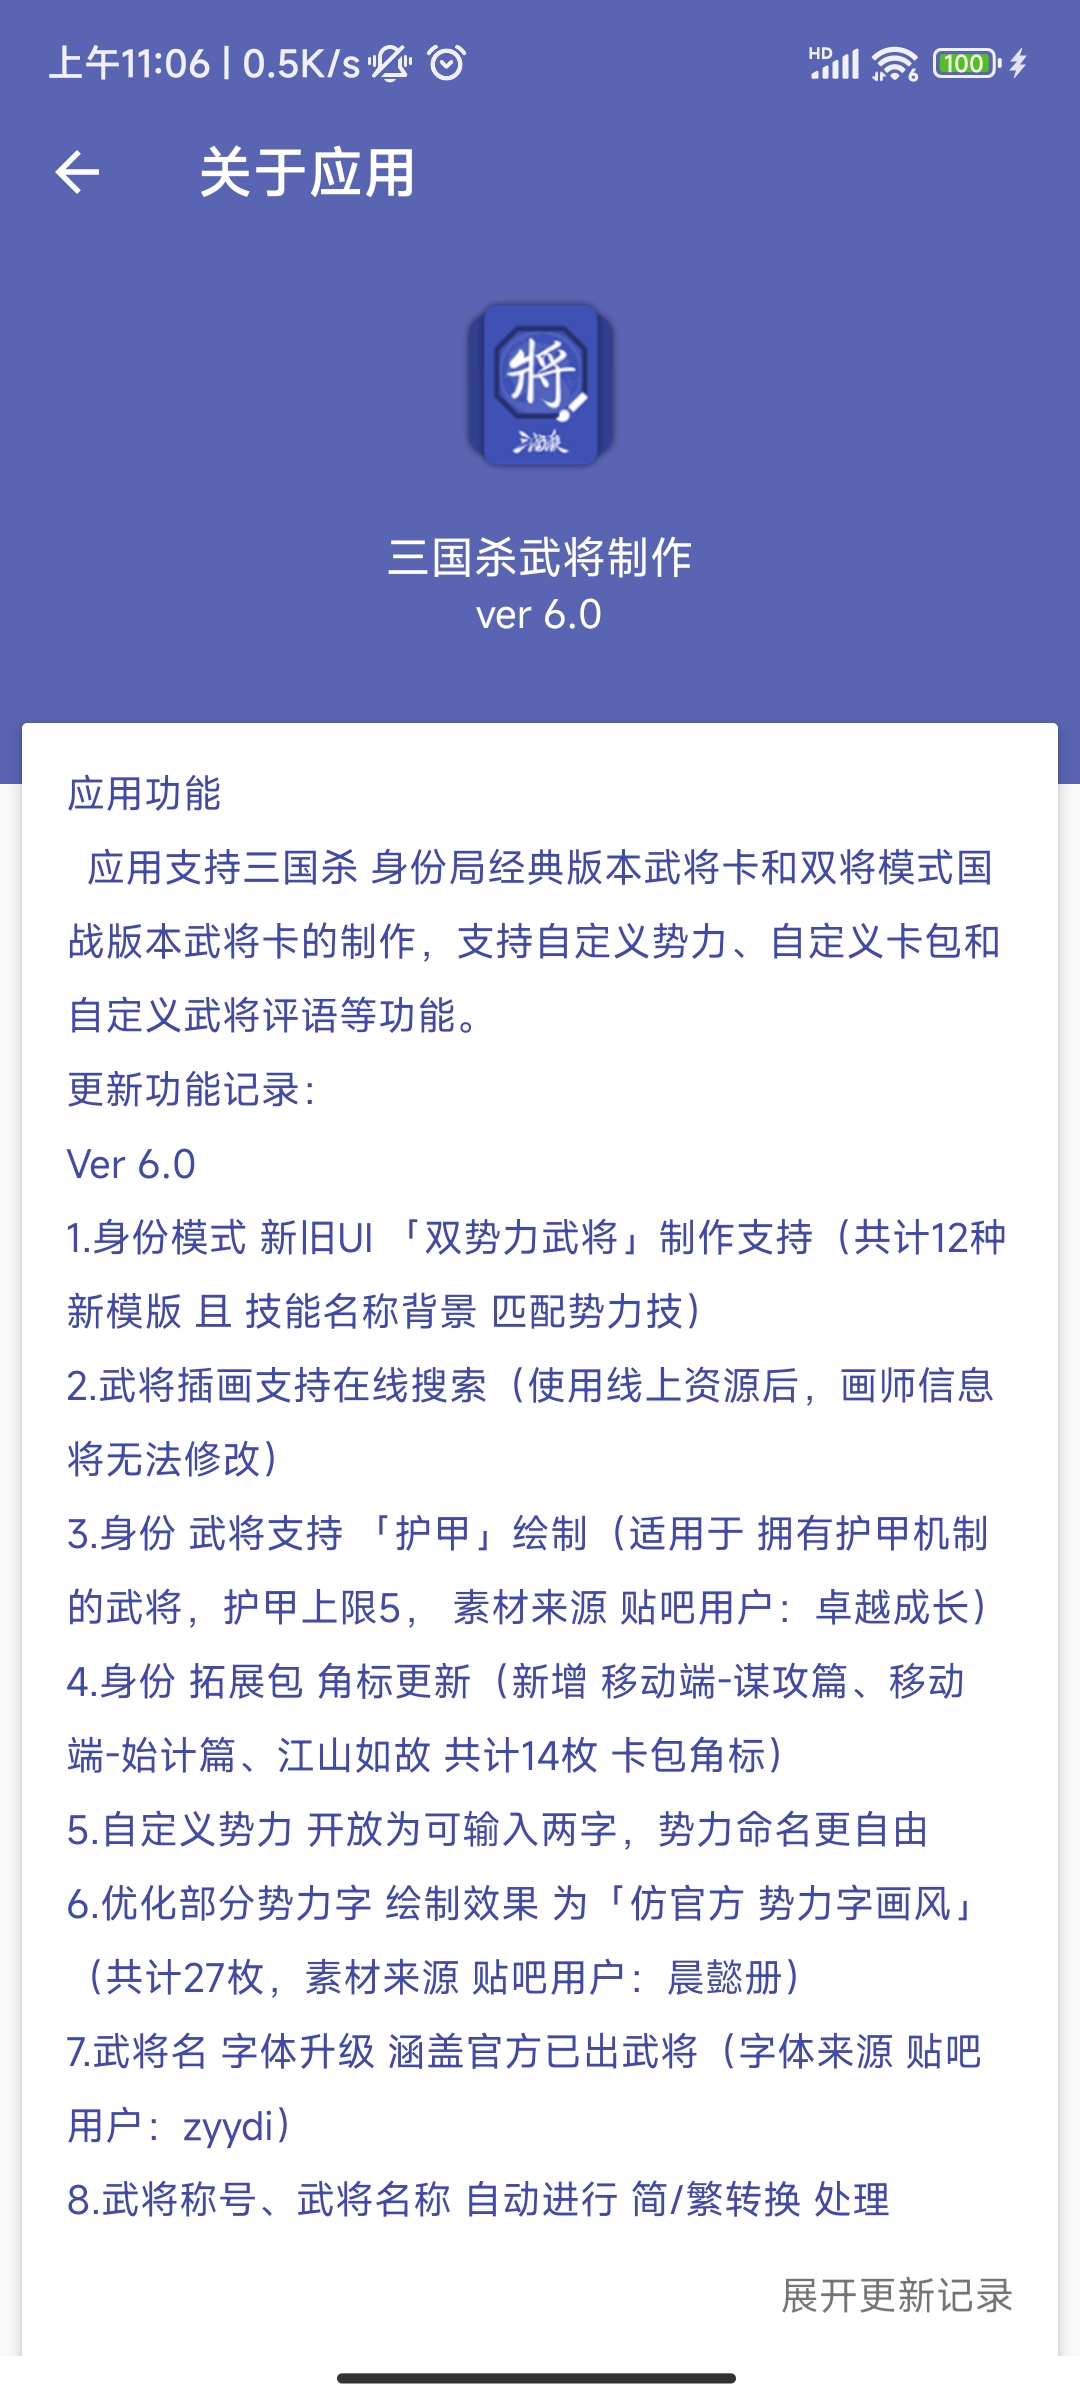 上午11:06 | 0.5K/s
HD
6
100
关于应用
将
三国杀武将制作
ver 6.0
应用功能
应用支持三国杀 身份局经典版本武将卡和双将模式国
战版本武将卡的制作，支持自定义势力、自定义卡包和
自定义武将评语等功能。
更新功能记录：
Ver 6.0
1.身份模式 新旧UI 「双势力武将」制作支持（共计12种
新模版 且 技能名称背景 匹配势力技）
2.武将插画支持在线搜索（使用线上资源后，画师信息
将无法修改）
3.身份 武将支持 「护甲」绘制（适用于 拥有护甲机制
的武将，护甲上限5， 素材来源 贴吧用户：卓越成长）
4.身份 拓展包 角标更新（新增 移动端-谋攻篇、移动
端-始计篇、江山如故 共计14枚 卡包角标）
5.自定义势力 开放为可输入两字，势力命名更自由
6.优化部分势力字 绘制效果 为「仿官方 势力字画风」
（共计27枚，素材来源 贴吧用户：晨懿册）
7.武将名 字体升级 涵盖官方已出武将（字体来源 贴吧
用户：zyydi）
8.武将称号、武将名称 自动进行 简/繁转换 处理
展开更新记录